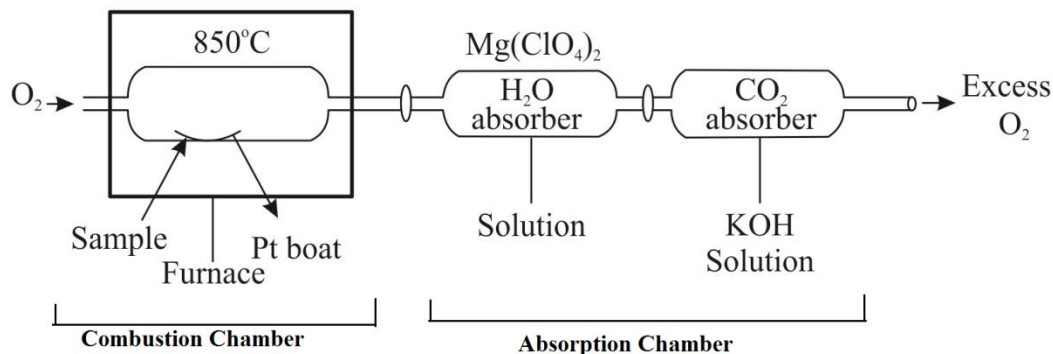 850°C
Mg(ClO₄)₂
O₂
H₂O
absorber
CO₂
absorber
Excess
O₂
Sample
Pt boat
Furnace
Solution
KOH
Solution
Combustion Chamber
Absorption Chamber